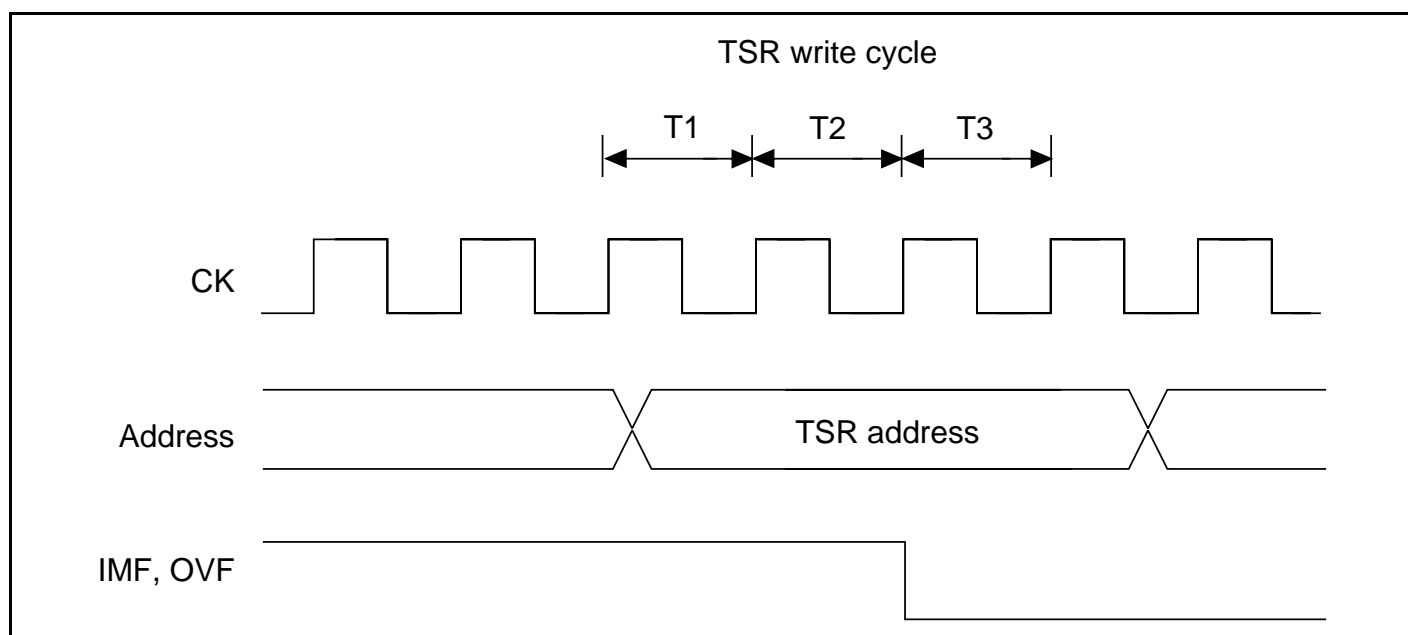 TSR write cycle
T1 T2 T3
CK
Address TSR address
IMF, OVF